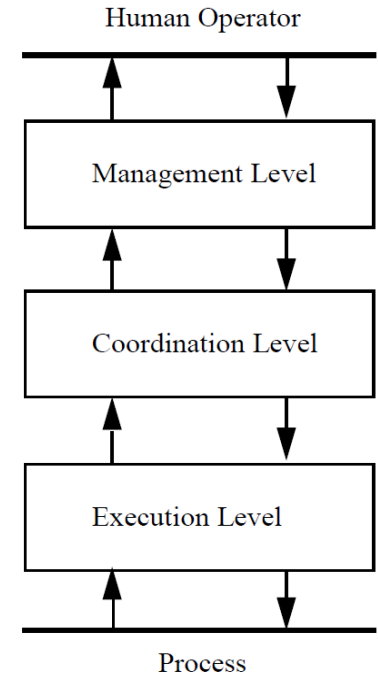 Human Operator
Management Level
Coordination Level
Execution Level
Process